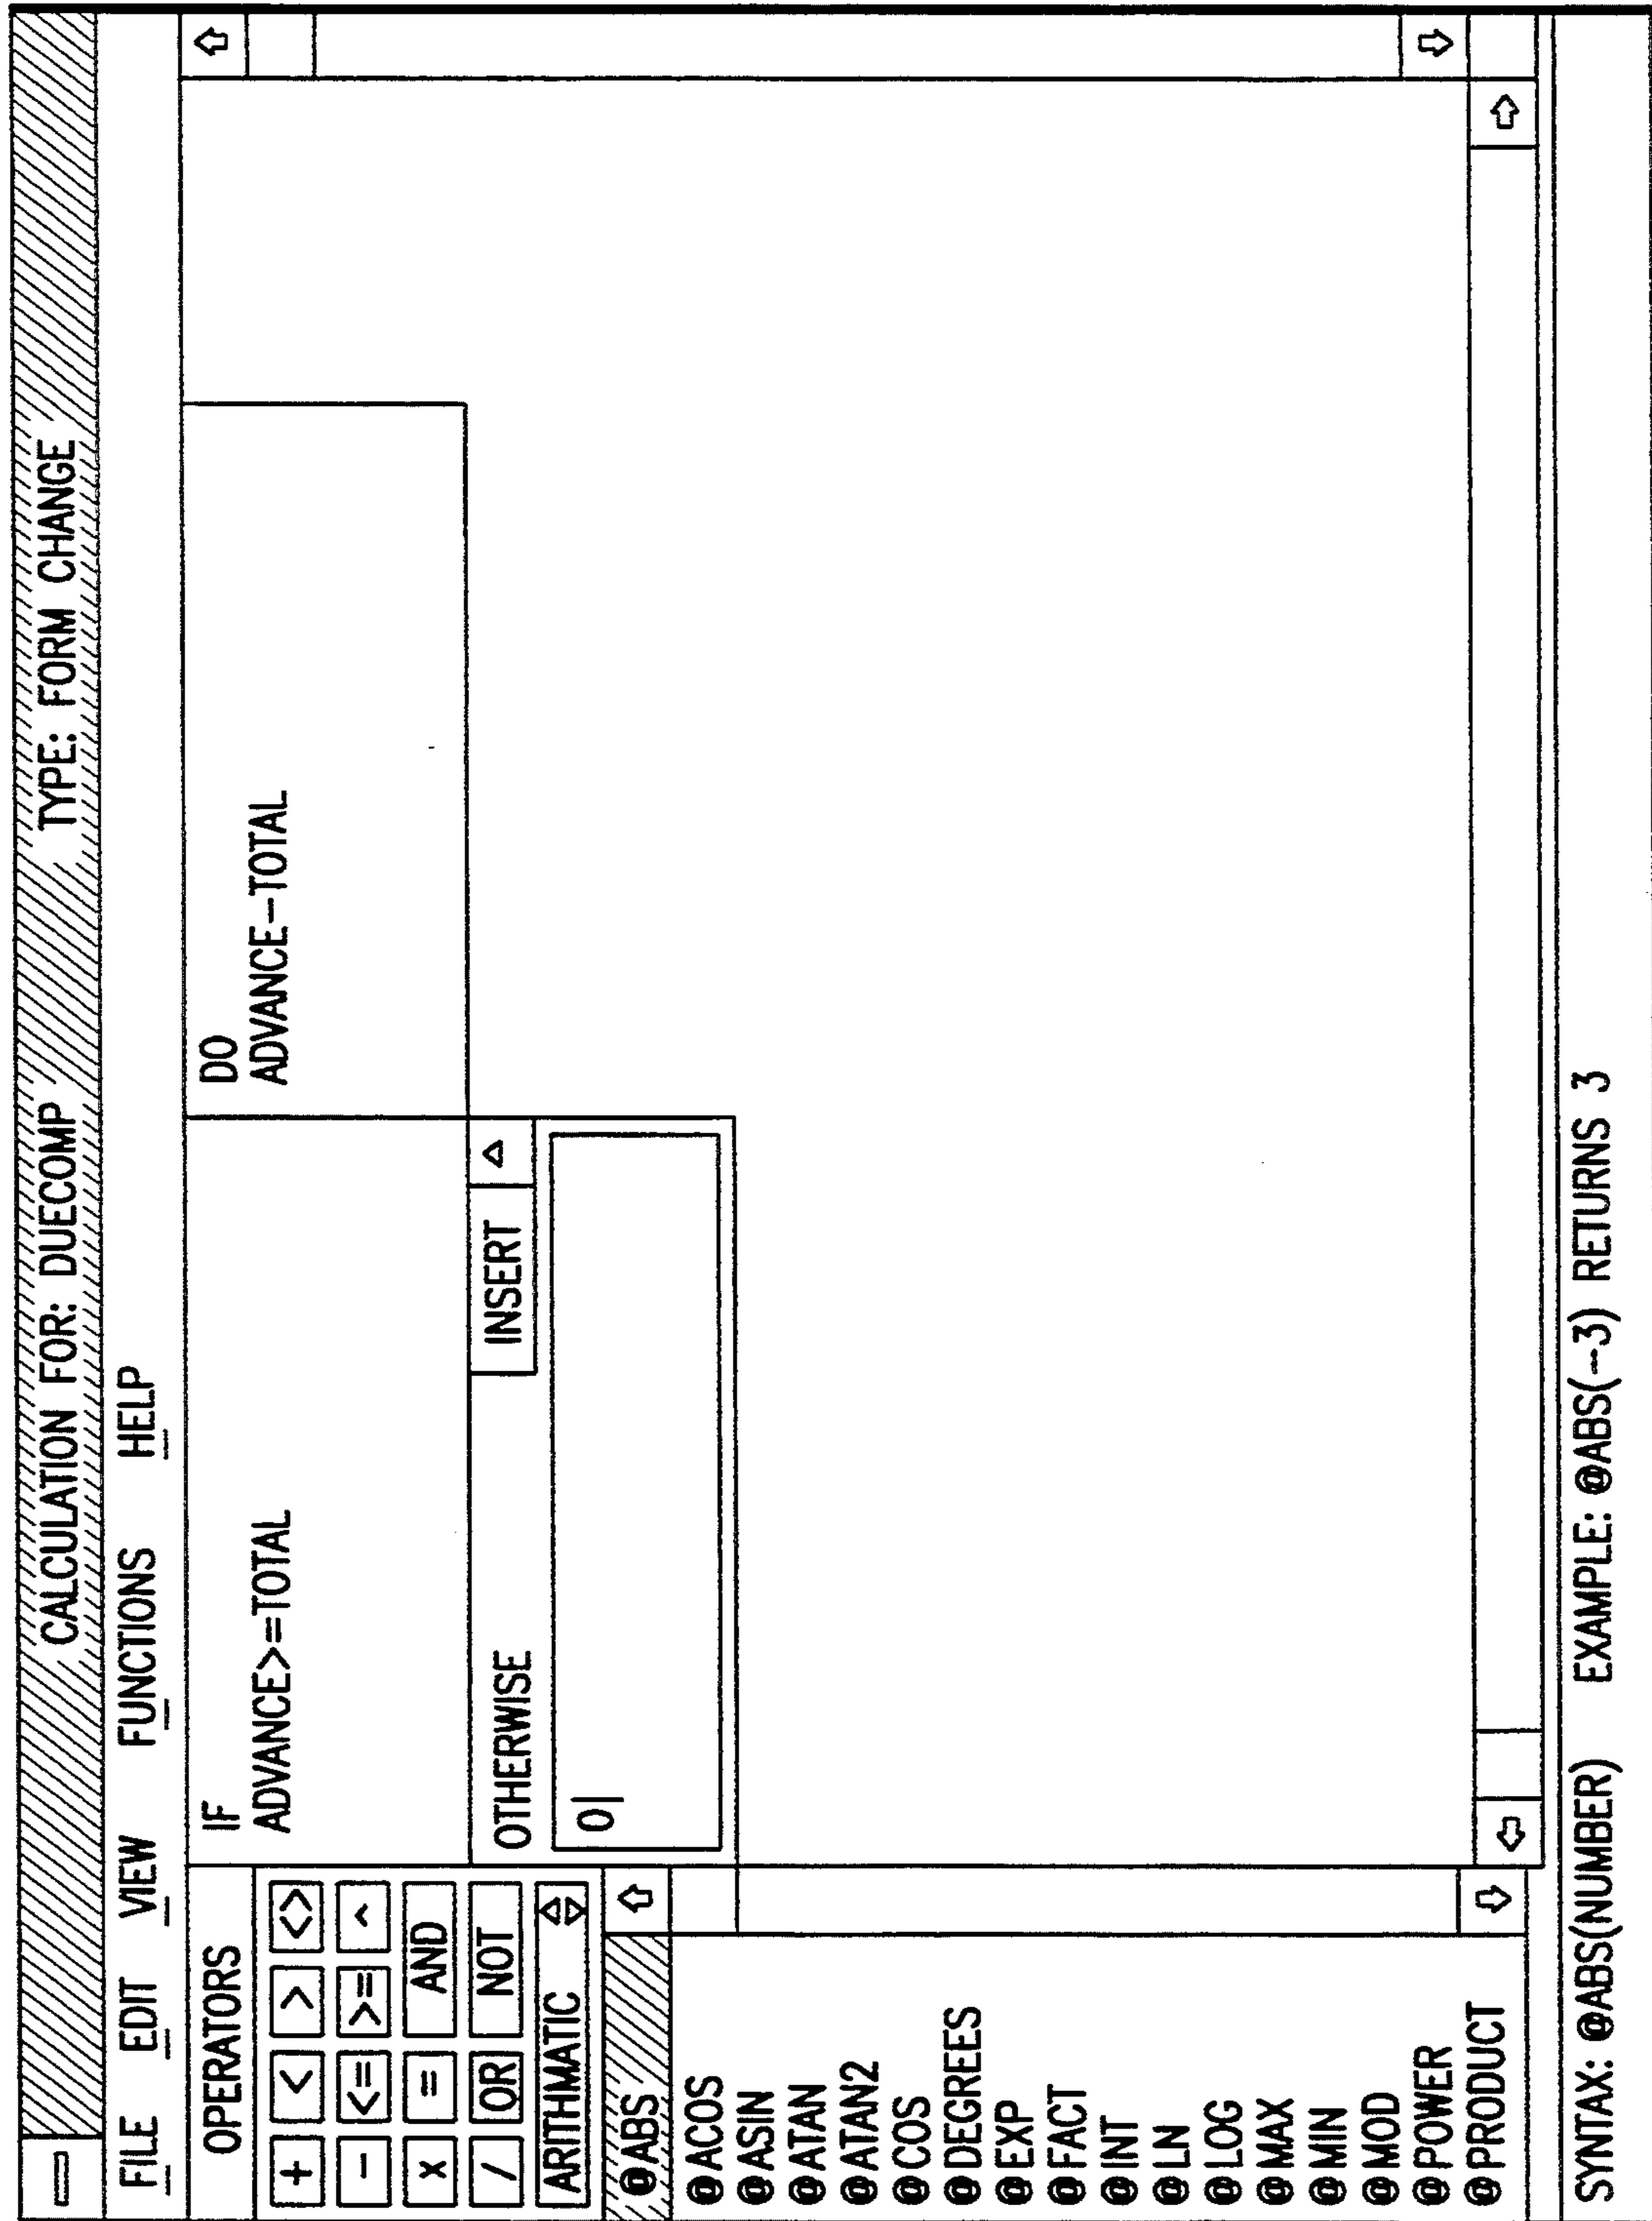 CALCULATION FOR: DUECOMP TYPE: FORM CHANGE
FILE EDIT VIEW FUNCTIONS HELP
OPERATORS
+ < > <>
- <= >= ^
x = AND
/ OR NOT
ARITHMATIC
@ABS
@ACOS
@ASIN
@ATAN
@ATAN2
@COS
@DEGREES
@EXP
@FACT
@INT
@LN
@LOG
@MAX
@MIN
@MOD
@POWER
@PRODUCT
IF
ADVANCE>=TOTAL
DO
ADVANCE-TOTAL
OTHERWISE INSERT
0
SYNTAX: @ABS(NUMBER) EXAMPLE: @ABS(--3) RETURNS 3